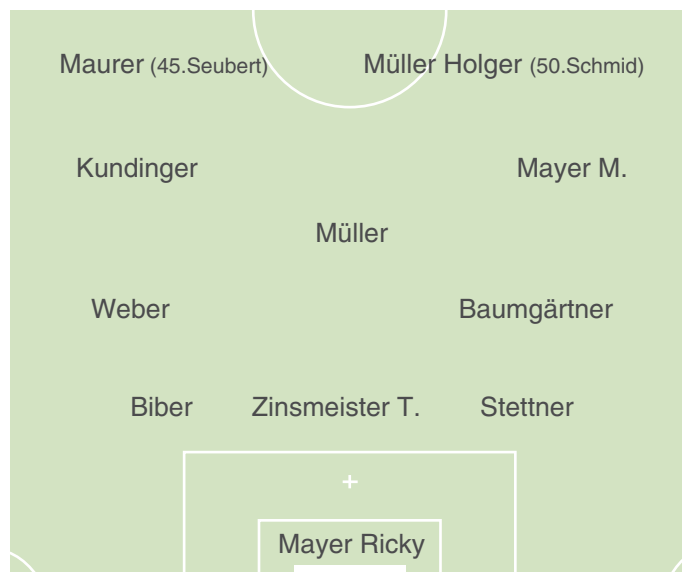 Maurer (45.Seubert) Müller Holger (50.Schmid)
Kundinger Mayer M.
Müller
Weber Baumgärtner
Biber Zinsmeister T. Stettner
Mayer Ricky